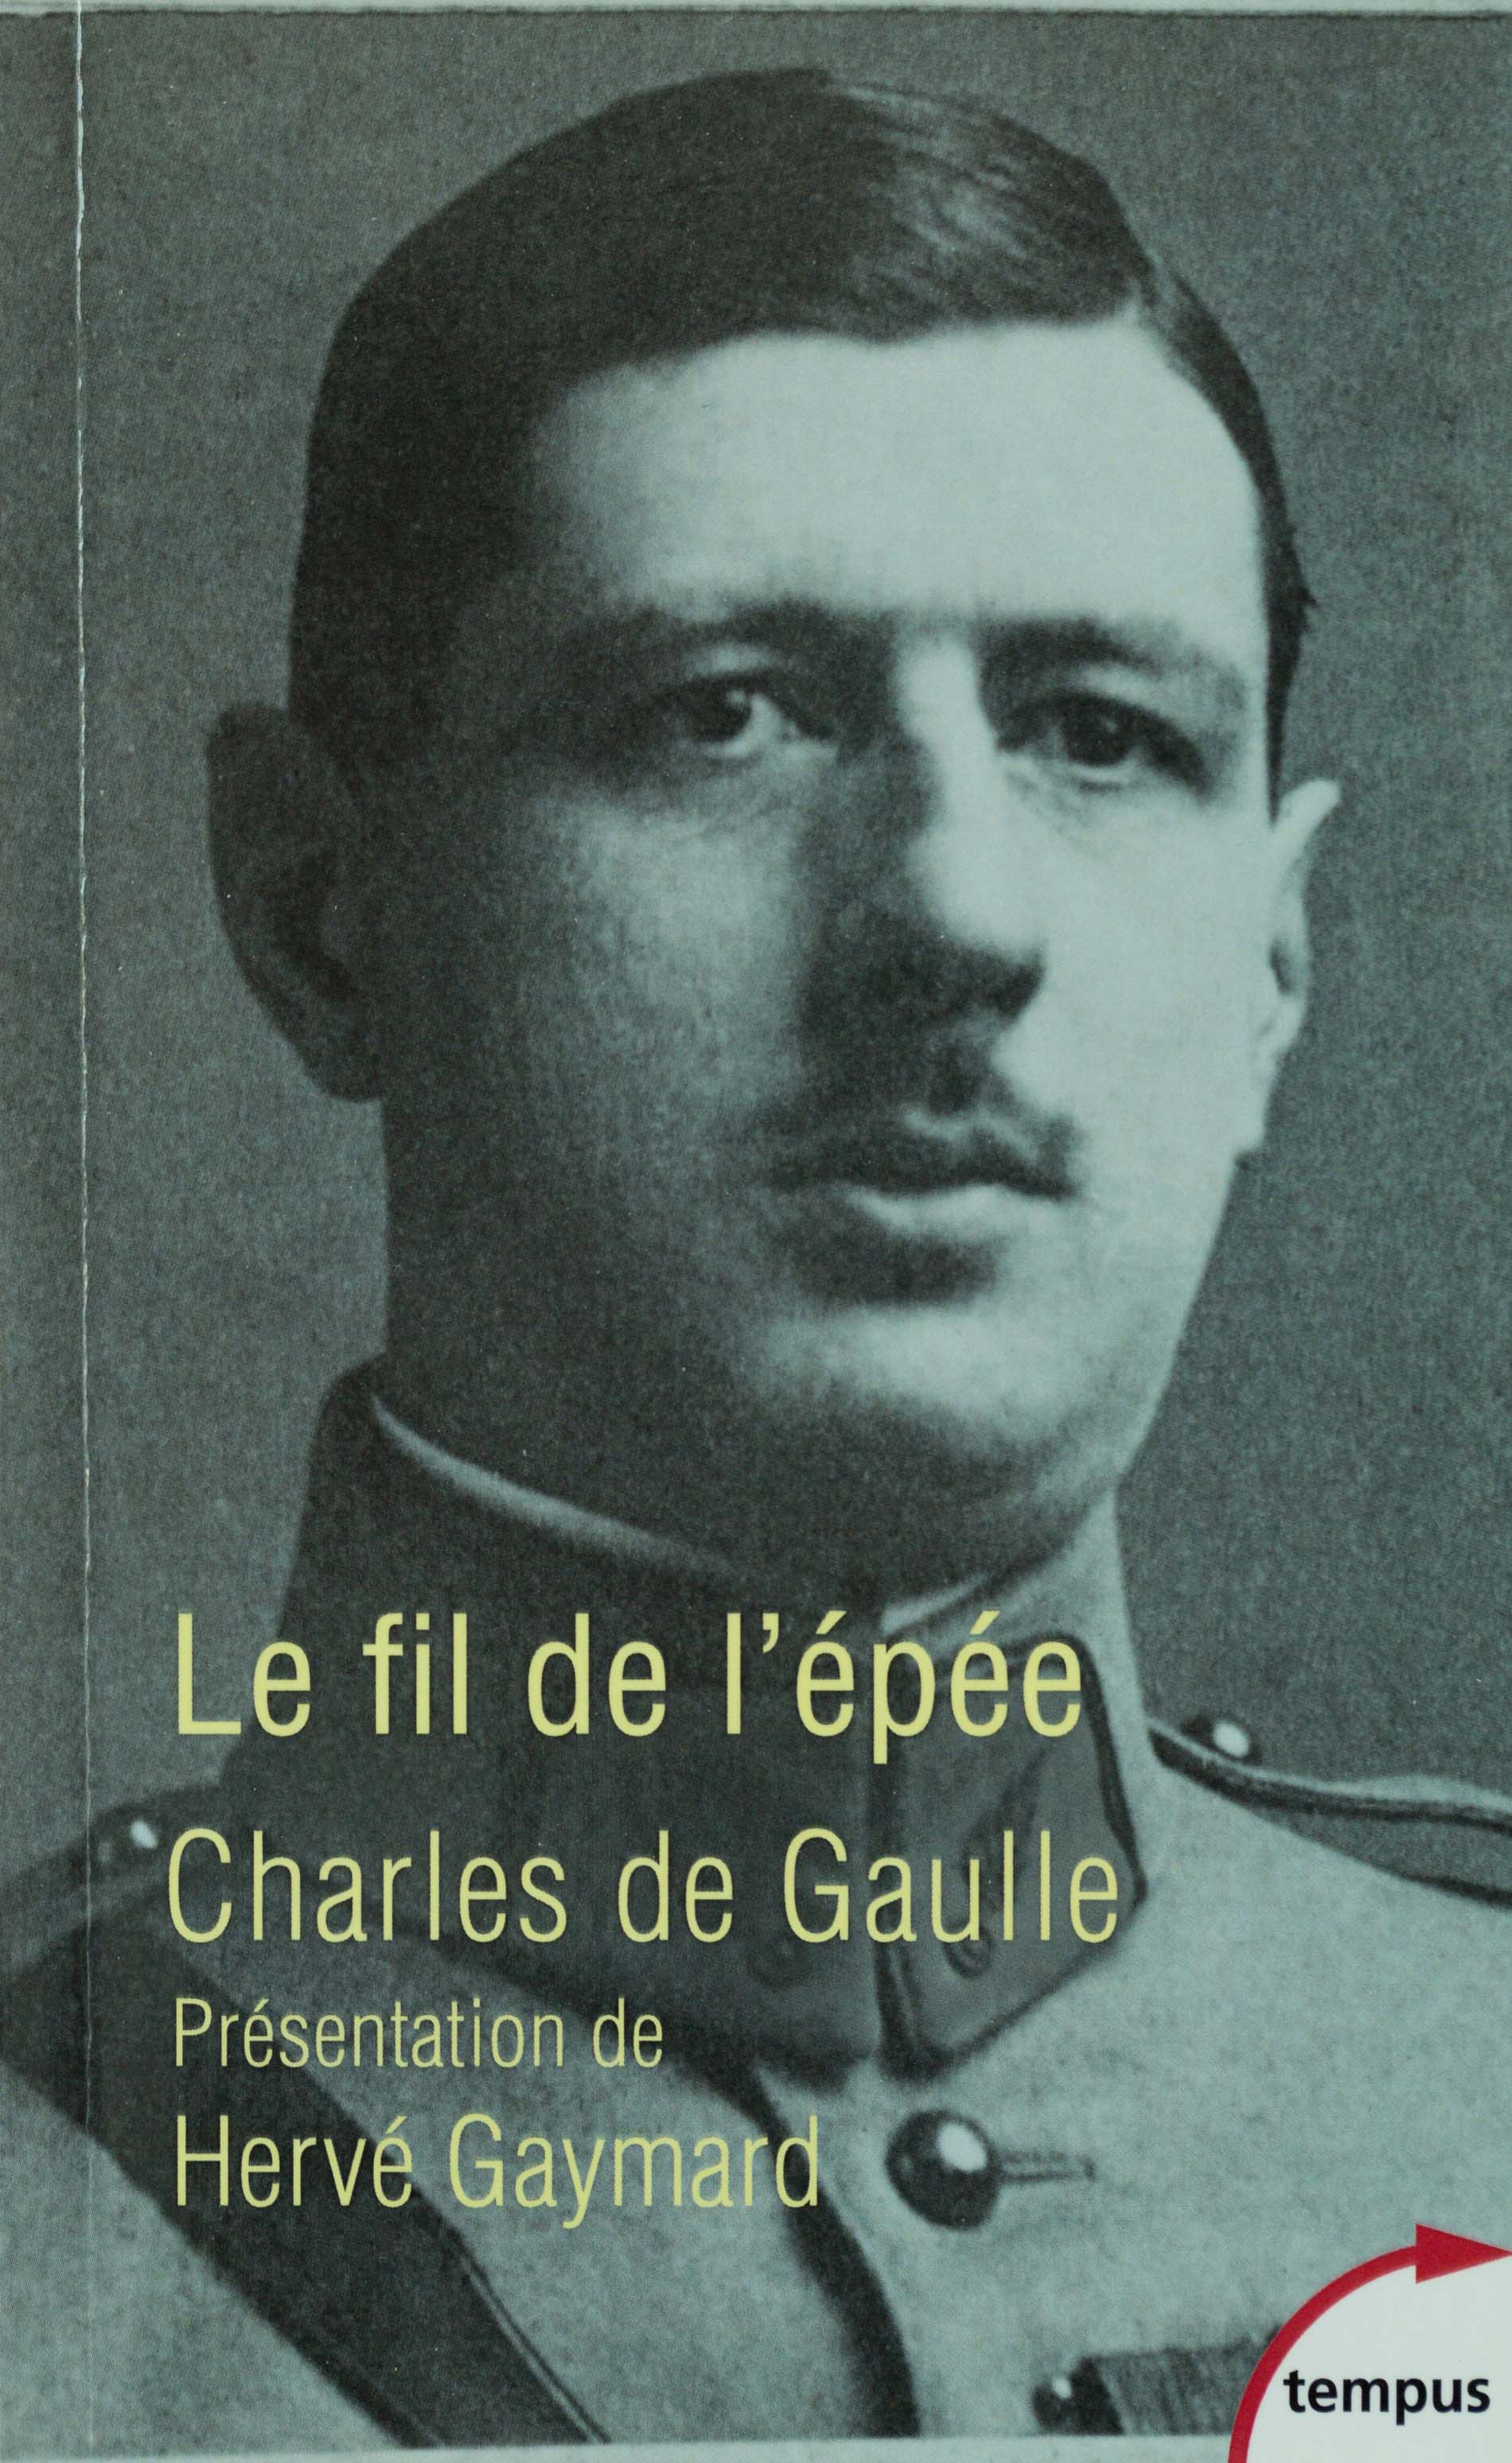 Le fil de l’épée
Charles de Gaulle
Présentation de
Hervé Gaymard
tempus